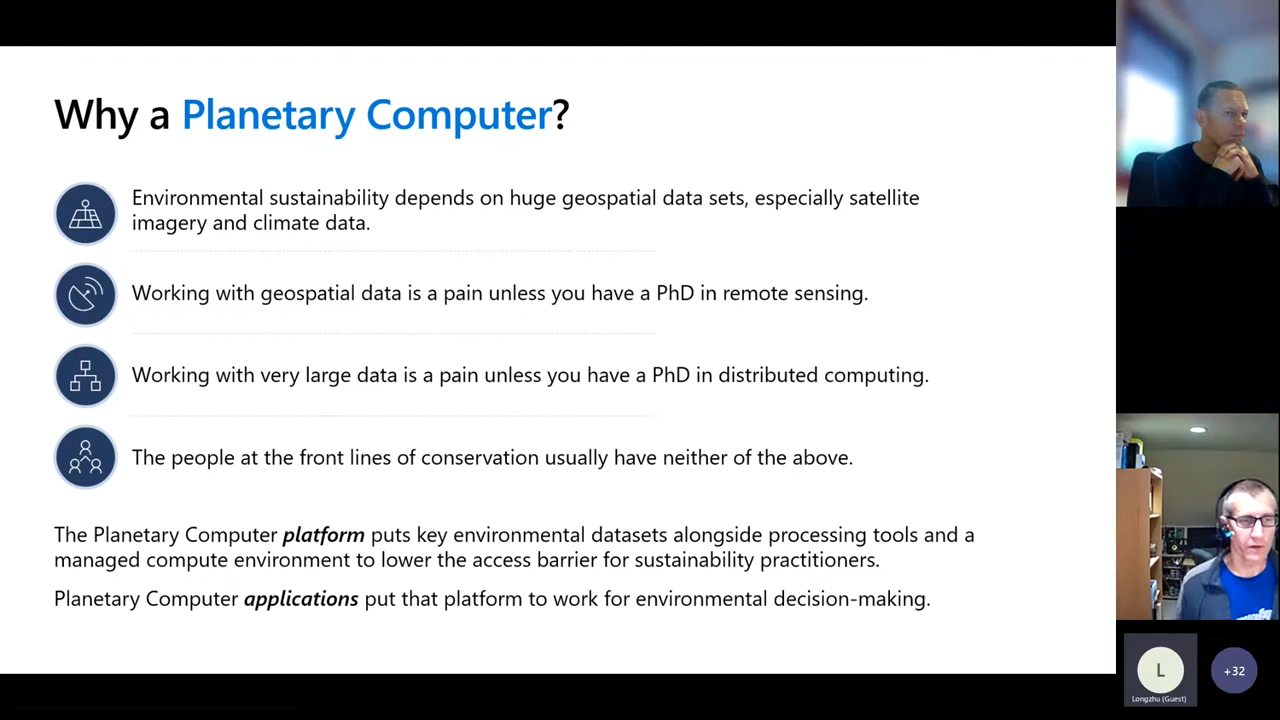 Why a Planetary Computer?
Environmental sustainability depends on huge geospatial data sets, especially satellite
imagery and climate data.
Working with geospatial data is a pain unless you have a PhD in remote sensing.
Working with very large data is a pain unless you have a PhD in distributed computing.
The people at the front lines of conservation usually have neither of the above.
The Planetary Computer platform puts key environmental datasets alongside processing tools and a
managed compute environment to lower the access barrier for sustainability practitioners.
Planetary Computer applications put that platform to work for environmental decision-making.
L
+32
Longzhu (Guest)